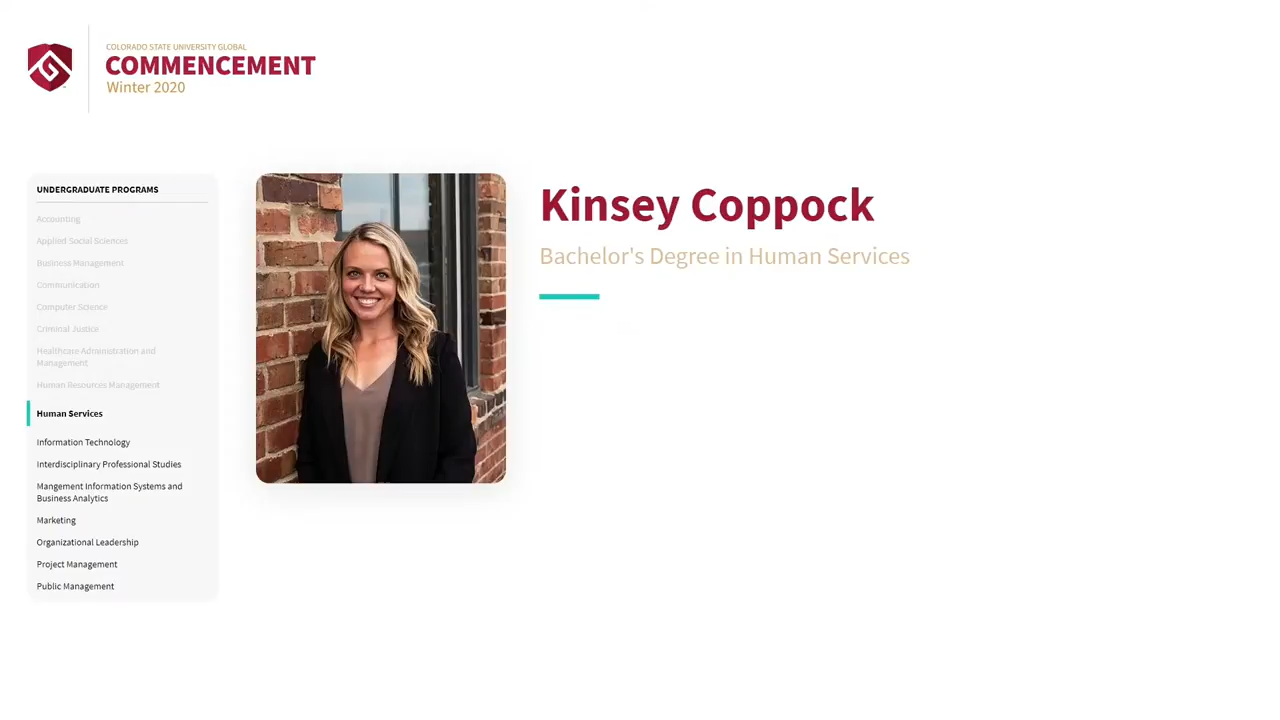 COLORADO STATE UNIVERSITY GLOBAL
COMMENCEMENT
Winter 2020
UNDERGRADUATE PROGRAMS
Accounting
Applied Social Sciences
Business Management
Communication
Computer Science
Criminal Justice
Healthcare Administration and
Management
Human Resources Management
Human Services
Information Technology
Interdisciplinary Professional Studies
Mangement Information Systems and
Business Analytics
Marketing
Organizational Leadership
Project Management
Public Management
Kinsey Coppock
Bachelor's Degree in Human Services